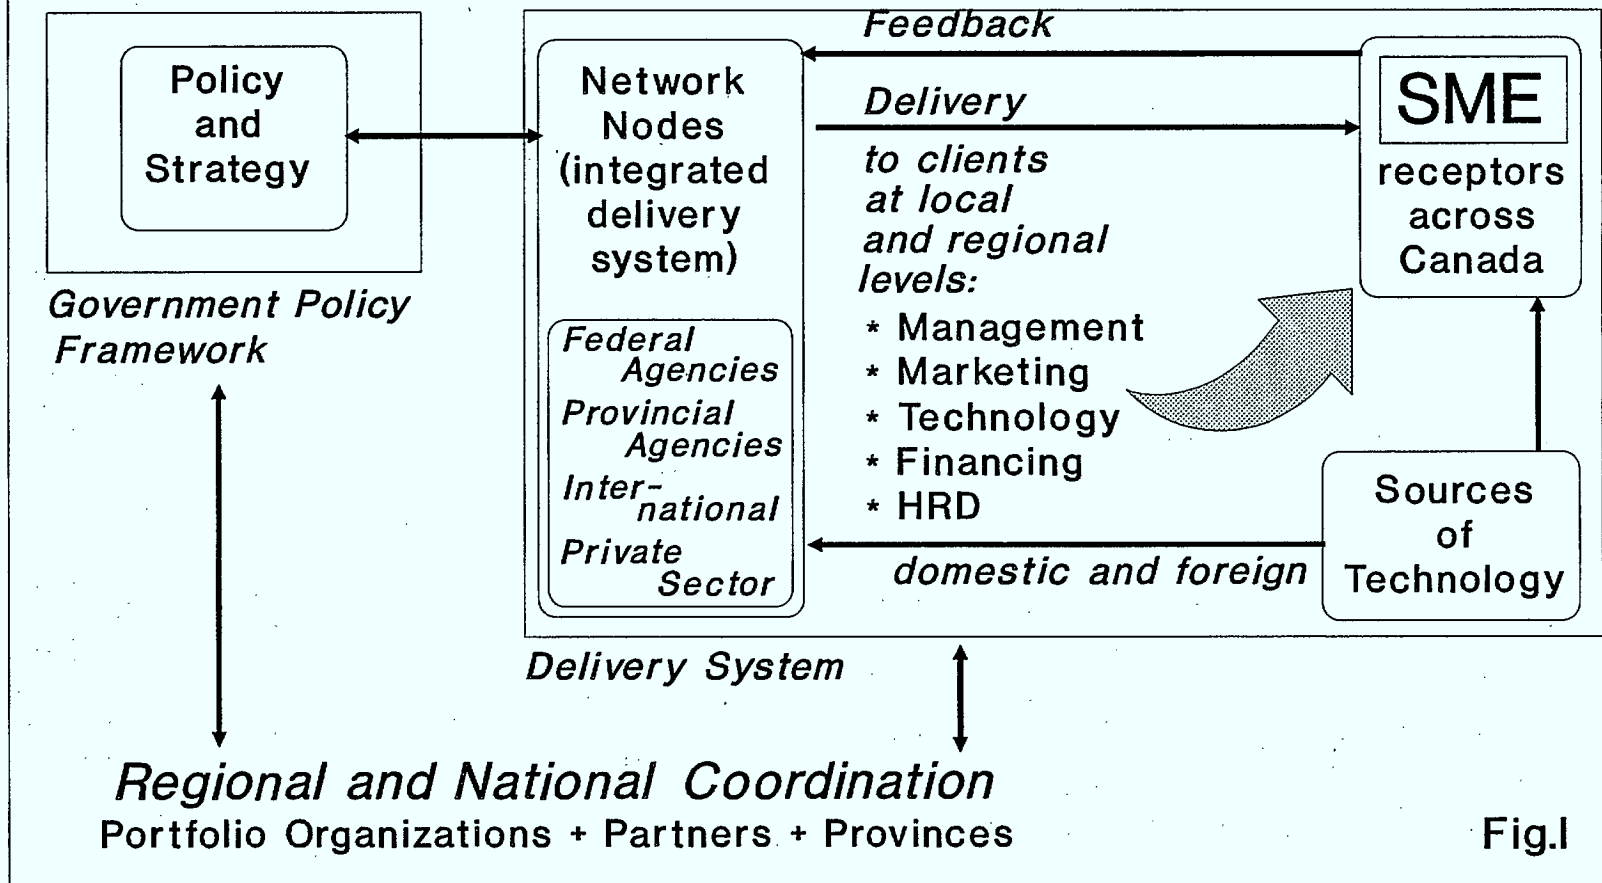 Policy
and
Strategy
Government Policy
Framework
Network
Nodes
(integrated
delivery
system)
Federal
Agencies
Provincial
Agencies
Inter-
national
Private
Sector
Feedback
Delivery
to clients
at local
and regional
levels:
* Management
* Marketing
* Technology
* Financing
* HRD
SME
receptors
across
Canada
Sources
of
Technology
domestic and foreign
Delivery System
Regional and National Coordination
Portfolio Organizations + Partners + Provinces
Fig.I